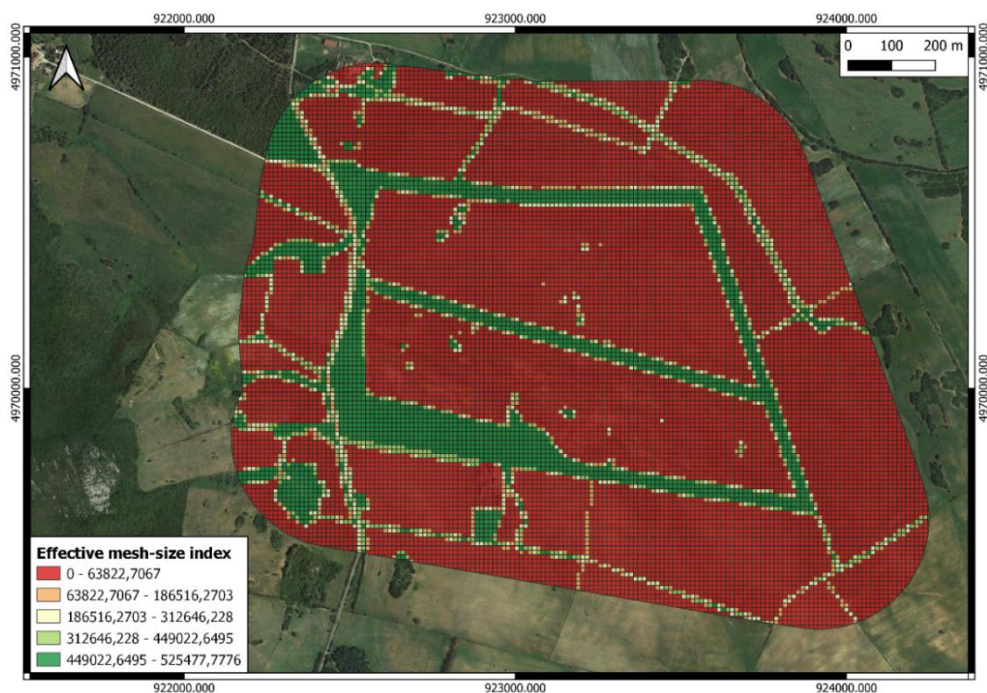 922000.000 923000.000 924000.000
0 100 200 m
4971000.000 4971000.000
4970000.000 4970000.000
Effective mesh-size index
0 - 63822,7067
63822,7067 - 186516,2703
186516,2703 - 312646,228
312646,228 - 449022,6495
449022,6495 - 525477,7776
922000.000 923000.000 924000.000